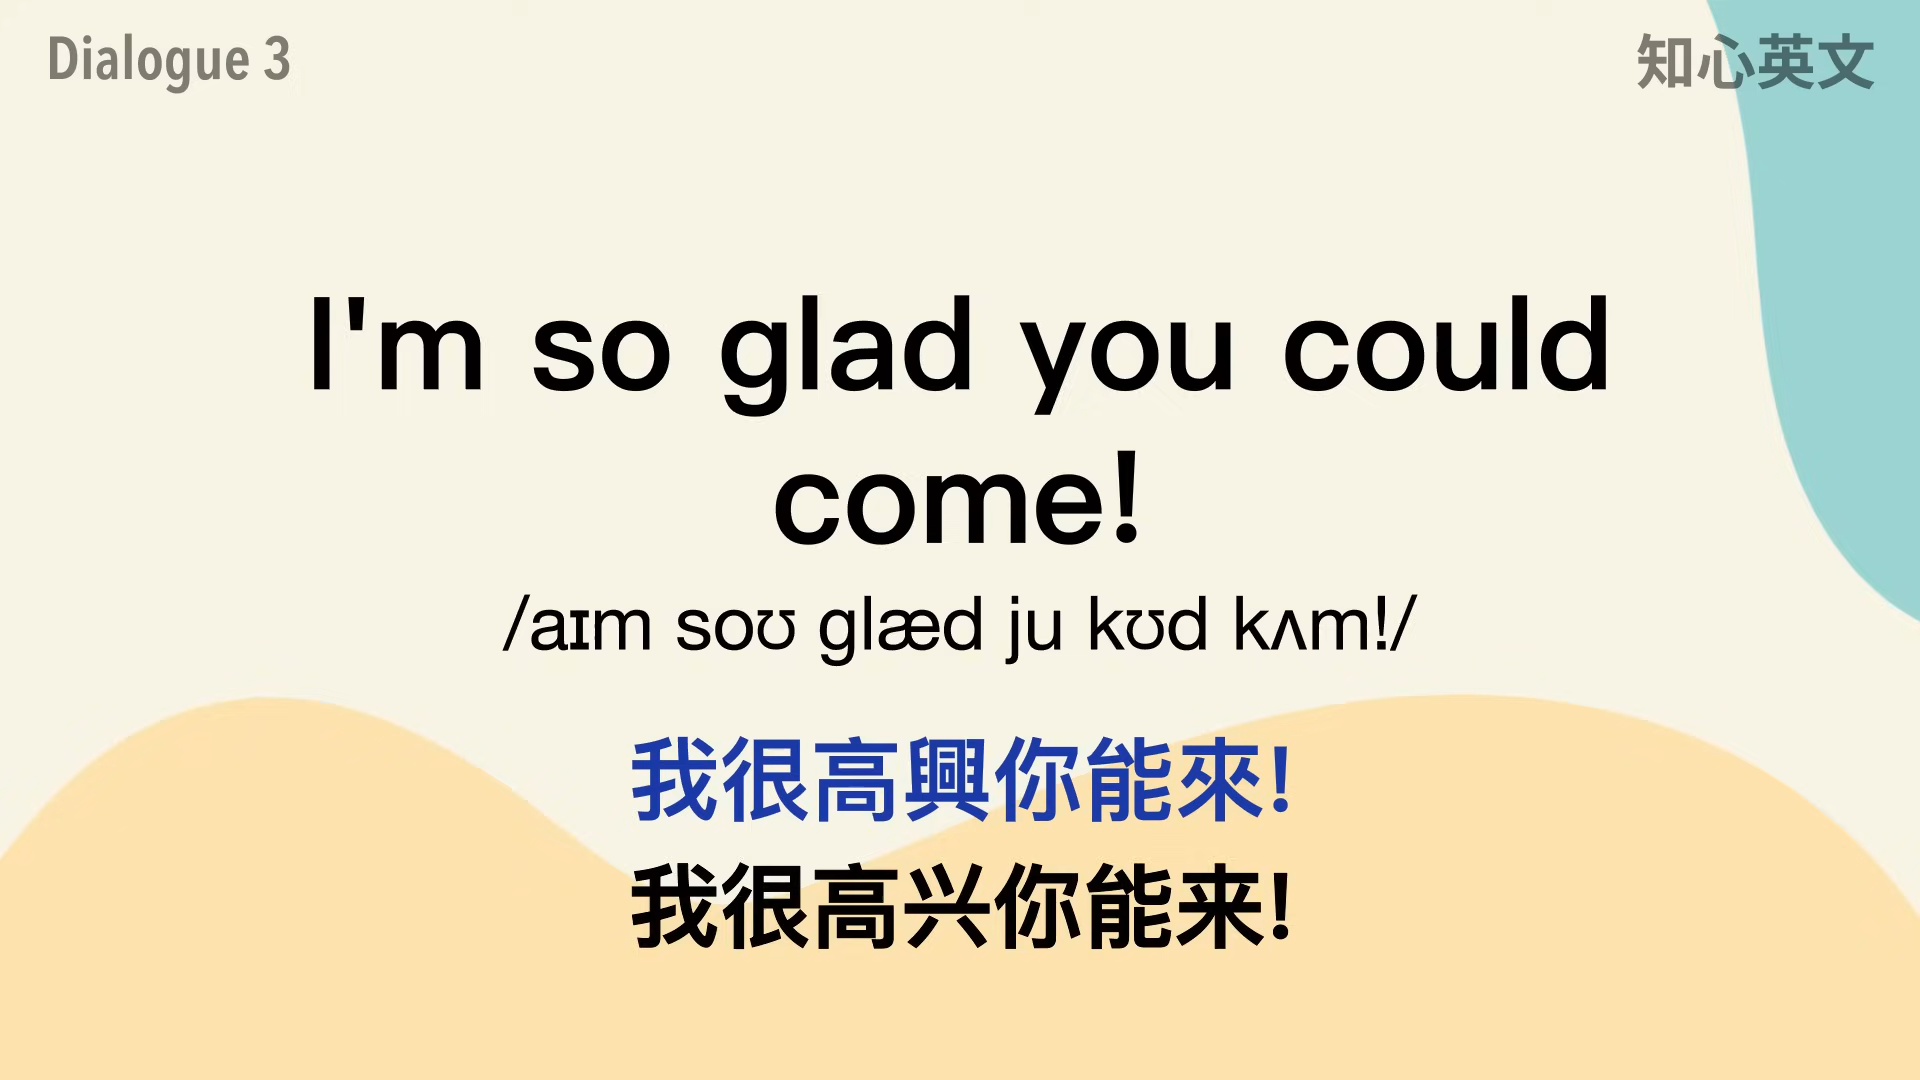 Dialogue 3
知心英文
I'm so glad you could
come!
/aɪm soʊ glæd ju kʊd kʌm!/
我很高興你能來!
我很高兴你能来!